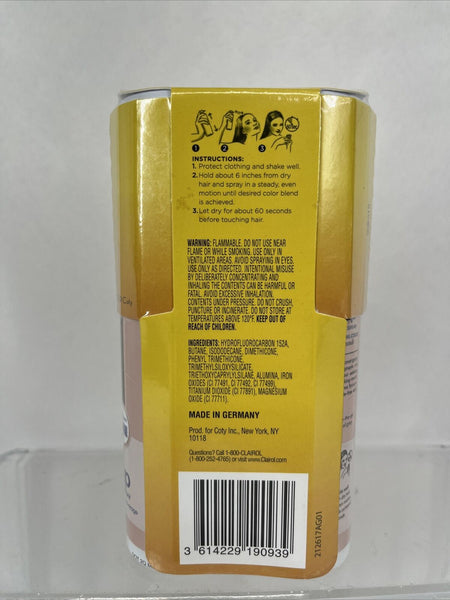 1 2 3
INSTRUCTIONS:
1. Protect clothing and shake well.
2. Hold about 6 inches from dry
hair and spray in a steady, even
motion until desired color blend
is achieved.
3. Let dry for about 60 seconds
before touching hair.
WARNING: FLAMMABLE. DO NOT USE NEAR
FLAME OR WHILE SMOKING. USE ONLY IN
VENTILATED AREAS. AVOID SPRAYING IN EYES.
USE ONLY AS DIRECTED. INTENTIONAL MISUSE
BY DELIBERATELY CONCENTRATING AND
INHALING THE CONTENTS CAN BE HARMFUL OR
FATAL. AVOID EXCESSIVE INHALATION.
CONTENTS UNDER PRESSURE. DO NOT CRUSH,
PUNCTURE OR INCINERATE. DO NOT STORE AT
TEMPERATURES ABOVE 120°F. KEEP OUT OF
REACH OF CHILDREN.
INGREDIENTS: HYDROFLUOROCARBON 152A,
BUTANE, ISODODECANE, DIMETHICONE,
PHENYL TRIMETHICONE,
TRIMETHYLSILOXYSILICATE,
TRIETHOXYCAPRYLYLSILANE, ALUMINA, IRON
OXIDES (CI 77491, CI 77492, CI 77499),
TITANIUM DIOXIDE (CI 77891), MAGNESIUM
OXIDE (CI 77711).
MADE IN GERMANY
Prod. for Coty Inc., New York, NY
10118
Questions? Call 1-800-CLAIROL
(1-800-252-4765) or visit www.Clairol.com
3 614229 190939
212617AG01
Coty